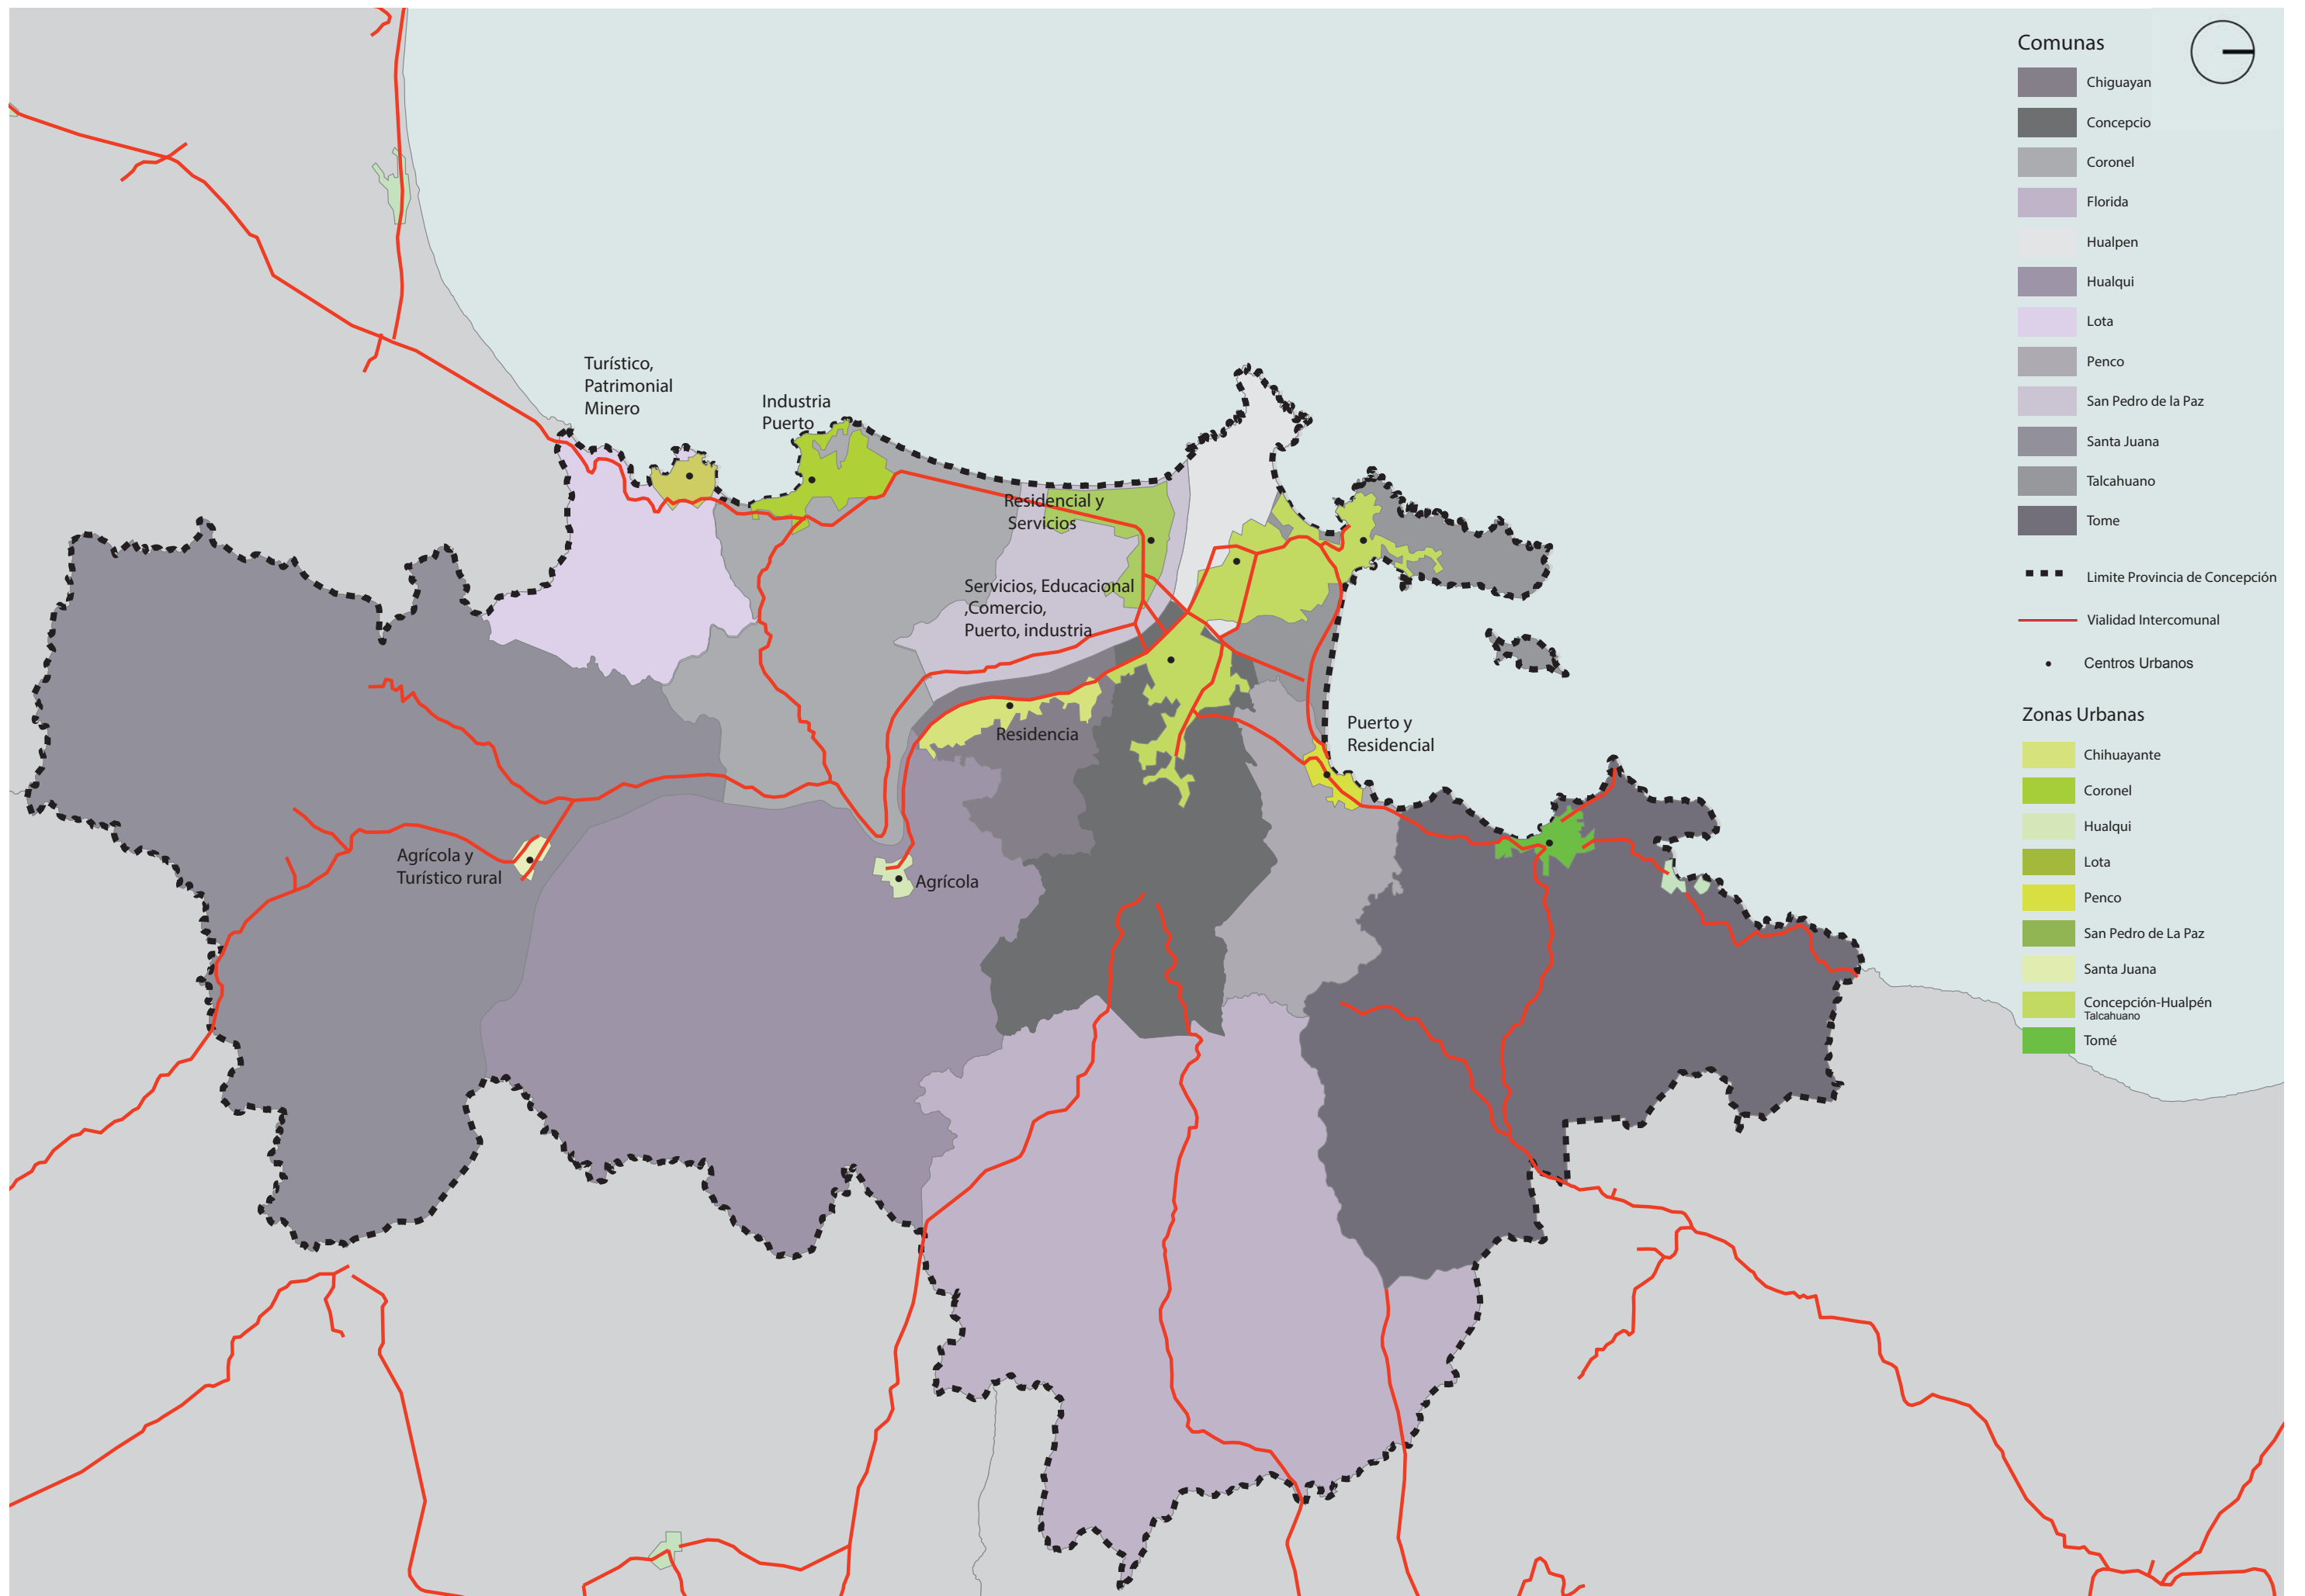 Turístico,
Patrimonial
Minero
Industria
Puerto
Residencial y
Servicios
Servicios, Educacional
,Comercio,
Puerto, industria
Residencia
Puerto y
Residencial
Agrícola y
Turístico rural
Agrícola
Comunas
Chiguayan
Concepcio
Coronel
Florida
Hualpen
Hualqui
Lota
Penco
San Pedro de la Paz
Santa Juana
Talcahuano
Tome
Limite Provincia de Concepción
Vialidad Intercomunal
Centros Urbanos
Zonas Urbanas
Chihuayante
Coronel
Hualqui
Lota
Penco
San Pedro de La Paz
Santa Juana
Concepción-Hualpén
Talcahuano
Tomé